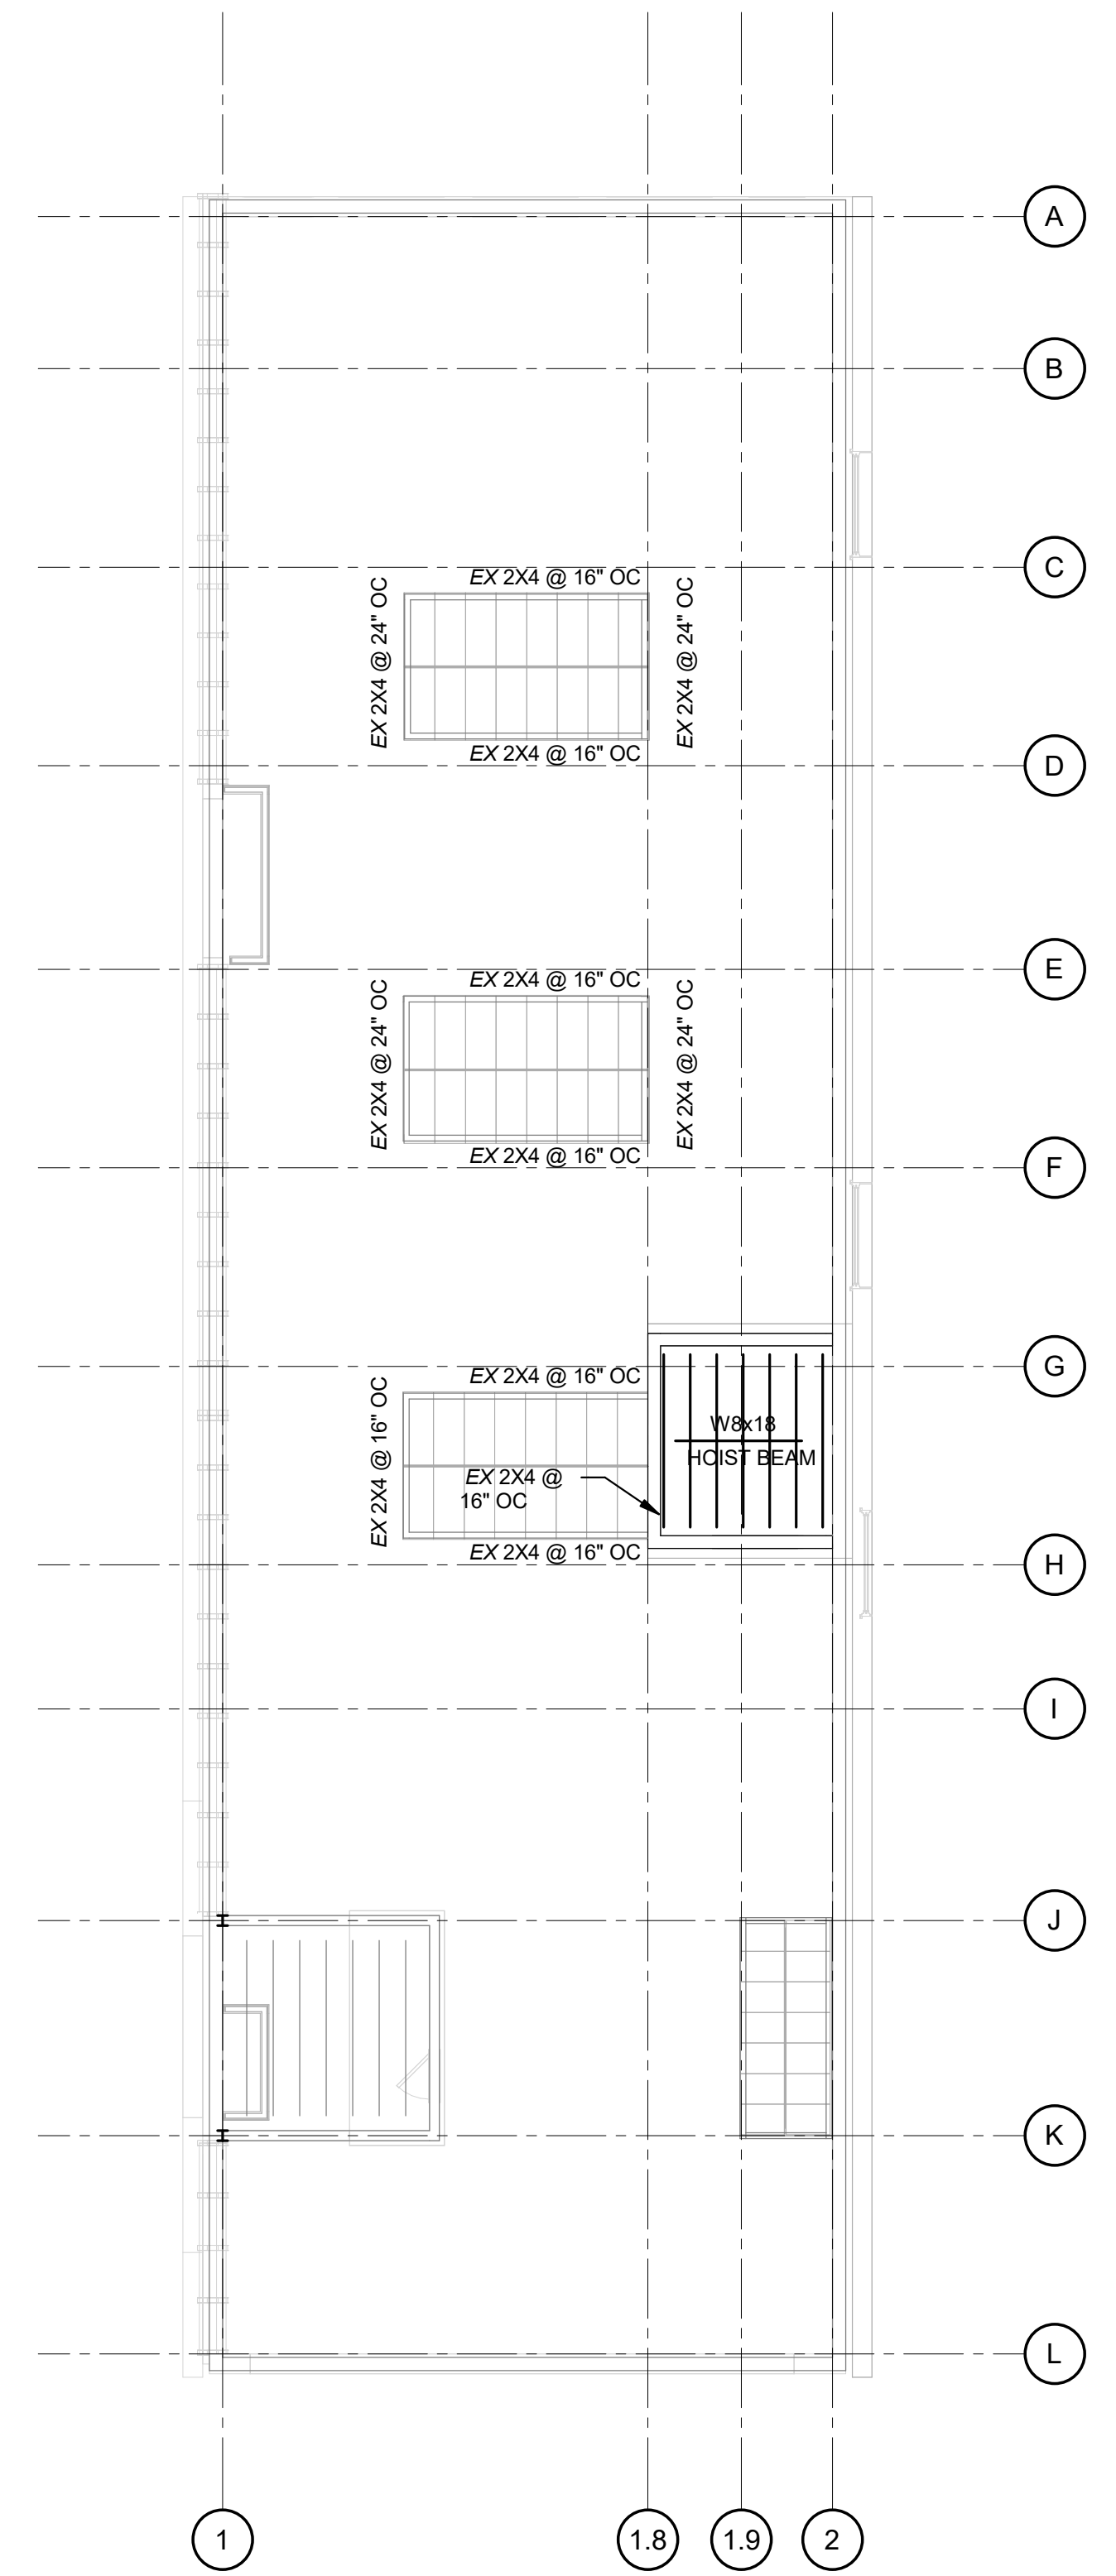 A
B
C
EX 2X4 @ 16" OC
EX 2X4 @ 24" OC
EX 2X4 @ 24" OC
EX 2X4 @ 16" OC
D
E
EX 2X4 @ 16" OC
EX 2X4 @ 24" OC
EX 2X4 @ 24" OC
EX 2X4 @ 16" OC
F
G
EX 2X4 @ 16" OC
EX 2X4 @ 16" OC
W8x18
HOIST BEAM
EX 2X4 @
16" OC
EX 2X4 @ 16" OC
H
I
J
K
L
1
1.8
1.9
2